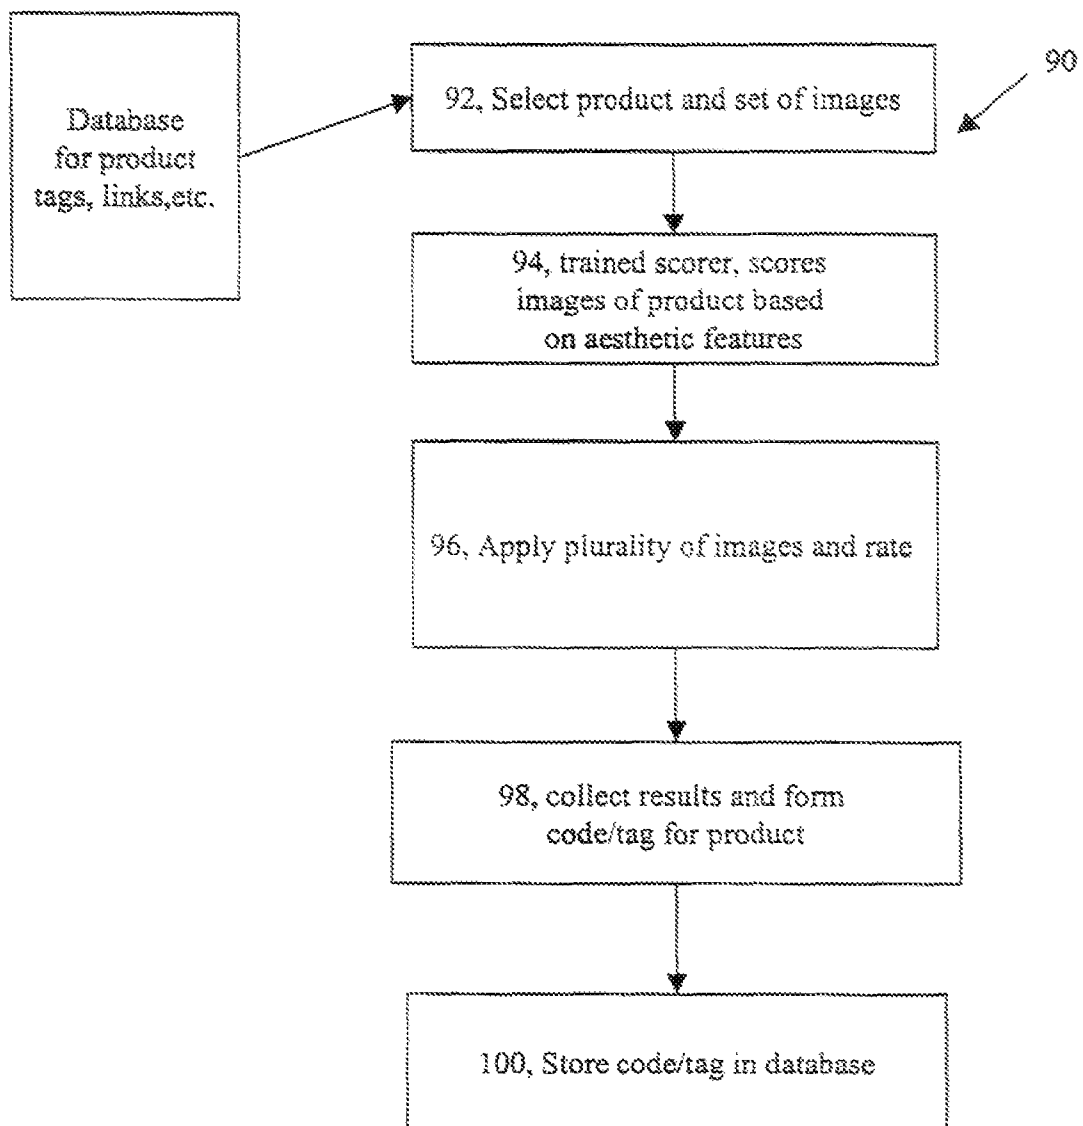 90
Database
for product
tags, links,etc.
92, Select product and set of images
94, trained scorer, scores
images of product based
on aesthetic features
96, Apply plurality of images and rate
98, collect results and form
code/tag for product
100, Store code/tag in database